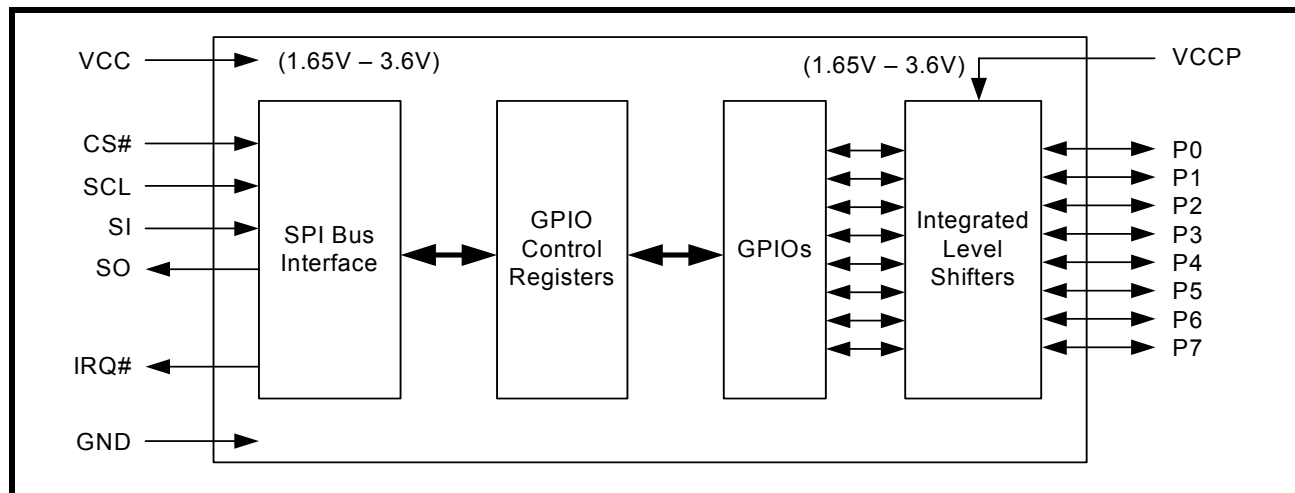 VCC
(1.65V – 3.6V)
(1.65V – 3.6V)
VCCP
CS#
SCL
SI
SO
IRQ#
GND
SPI Bus
Interface
GPIO
Control
Registers
GPIOs
Integrated
Level
Shifters
P0
P1
P2
P3
P4
P5
P6
P7